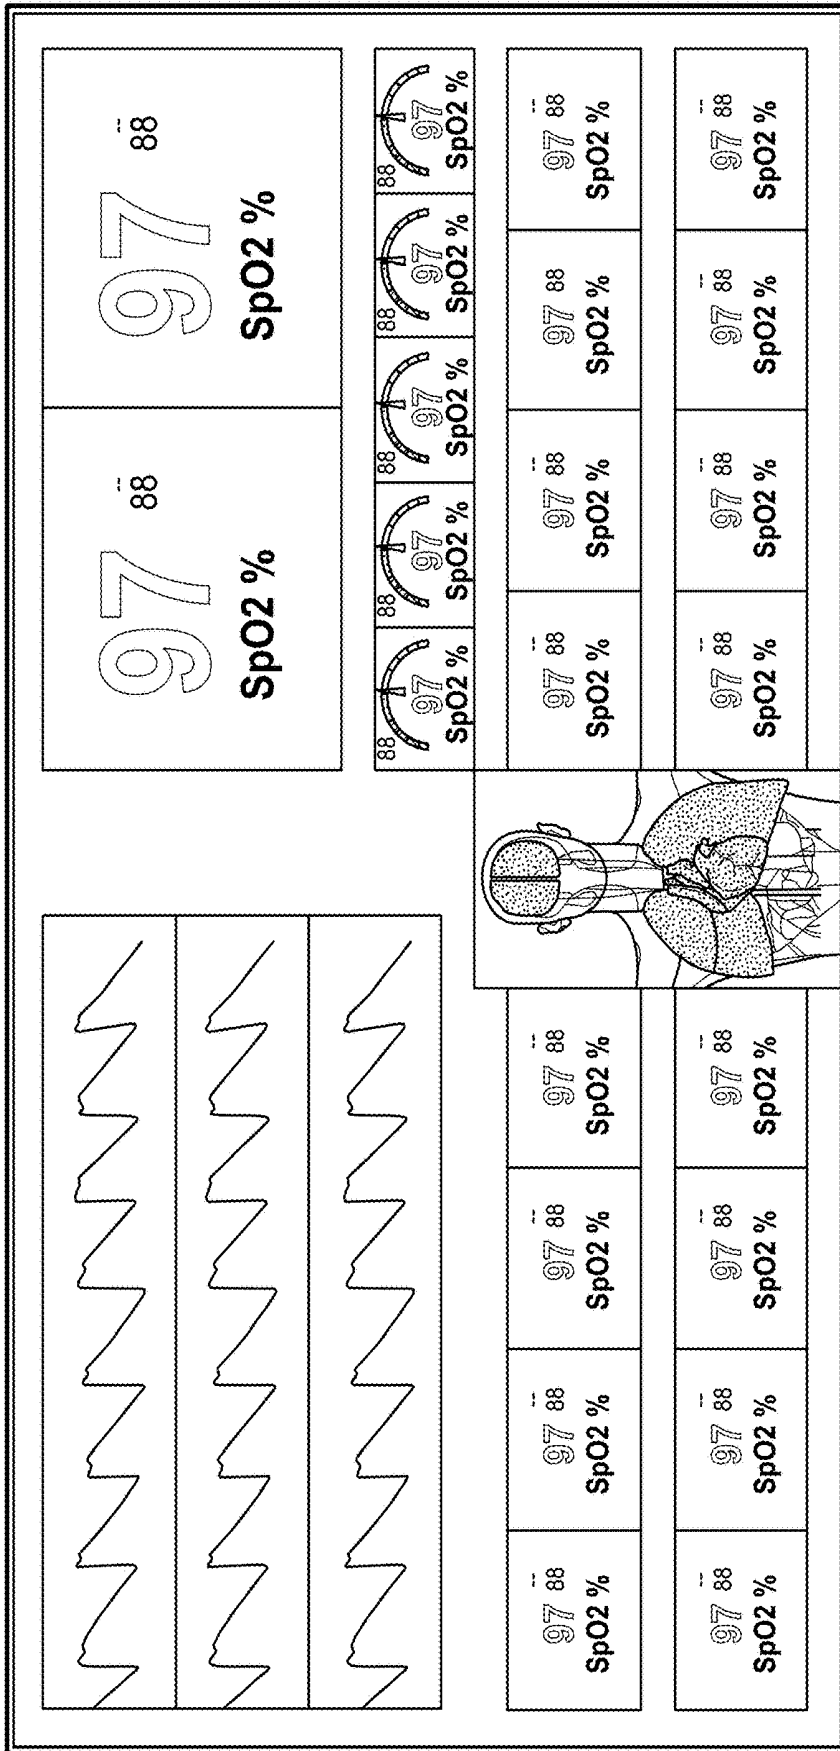 --
97 88
SpO2 %
--
97 88
SpO2 %
88
97
SpO2 %
88
97
SpO2 %
88
97
SpO2 %
88
97
SpO2 %
88
97
SpO2 %
--
97 88
SpO2 %
--
97 88
SpO2 %
--
97 88
SpO2 %
--
97 88
SpO2 %
--
97 88
SpO2 %
--
97 88
SpO2 %
--
97 88
SpO2 %
--
97 88
SpO2 %
--
97 88
SpO2 %
--
97 88
SpO2 %
--
97 88
SpO2 %
--
97 88
SpO2 %
--
97 88
SpO2 %
--
97 88
SpO2 %
--
97 88
SpO2 %
--
97 88
SpO2 %